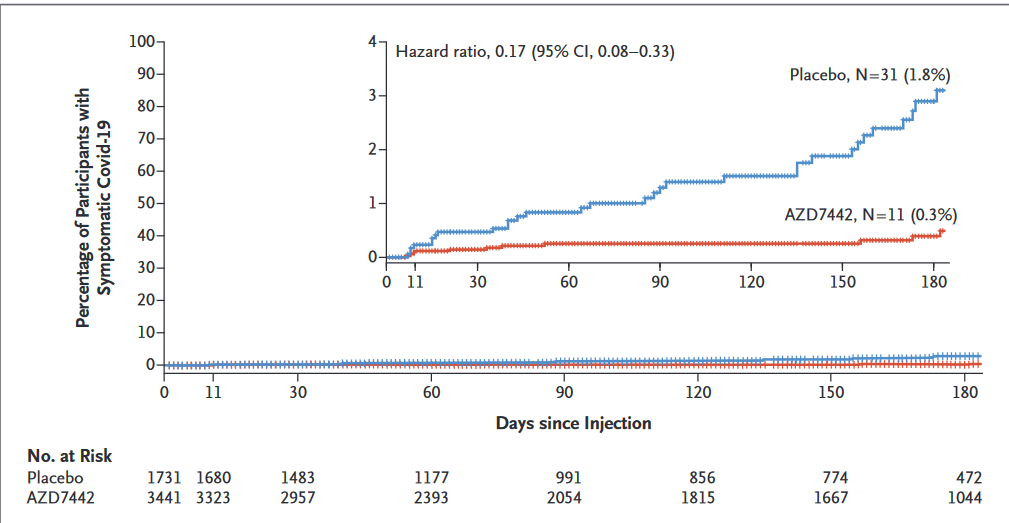 Percentage of Participants with
Symptomatic Covid-19
100
90
80
70
60
50
40
30
20
10
0
0 11 30 60 90 120 150 180
Days since Injection
4
3
2
1
0
0 11 30 60 90 120 150 180
Hazard ratio, 0.17 (95% CI, 0.08–0.33)
Placebo, N=31 (1.8%)
AZD7442, N=11 (0.3%)
No. at Risk
Placebo 1731 1680 1483 1177 991 856 774 472
AZD7442 3441 3323 2957 2393 2054 1815 1667 1044